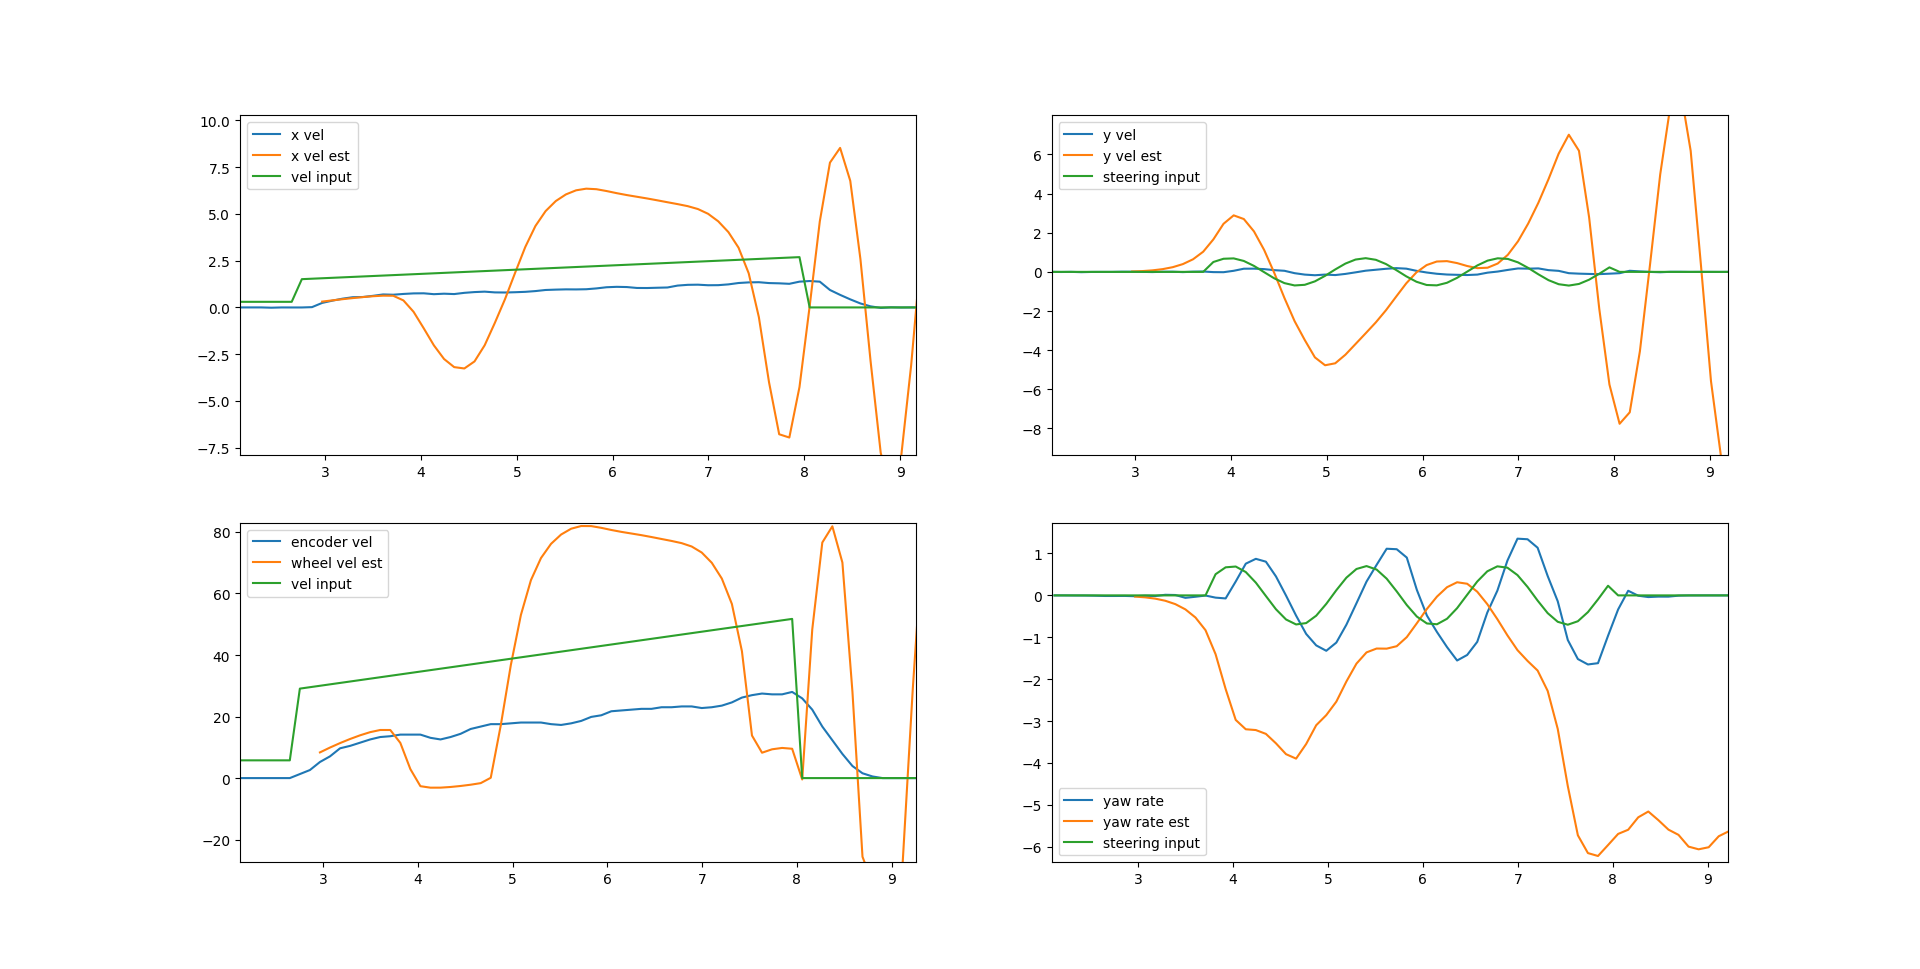 10.0
7.5
5.0
2.5
0.0
−2.5
−5.0
−7.5
x vel
x vel est
vel input
3 4 5 6 7 8 9
6
4
2
0
−2
−4
−6
−8
y vel
y vel est
steering input
3 4 5 6 7 8 9
80
60
40
20
0
−20
encoder vel
wheel vel est
vel input
3 4 5 6 7 8 9
1
0
−1
−2
−3
−4
−5
−6
yaw rate
yaw rate est
steering input
3 4 5 6 7 8 9